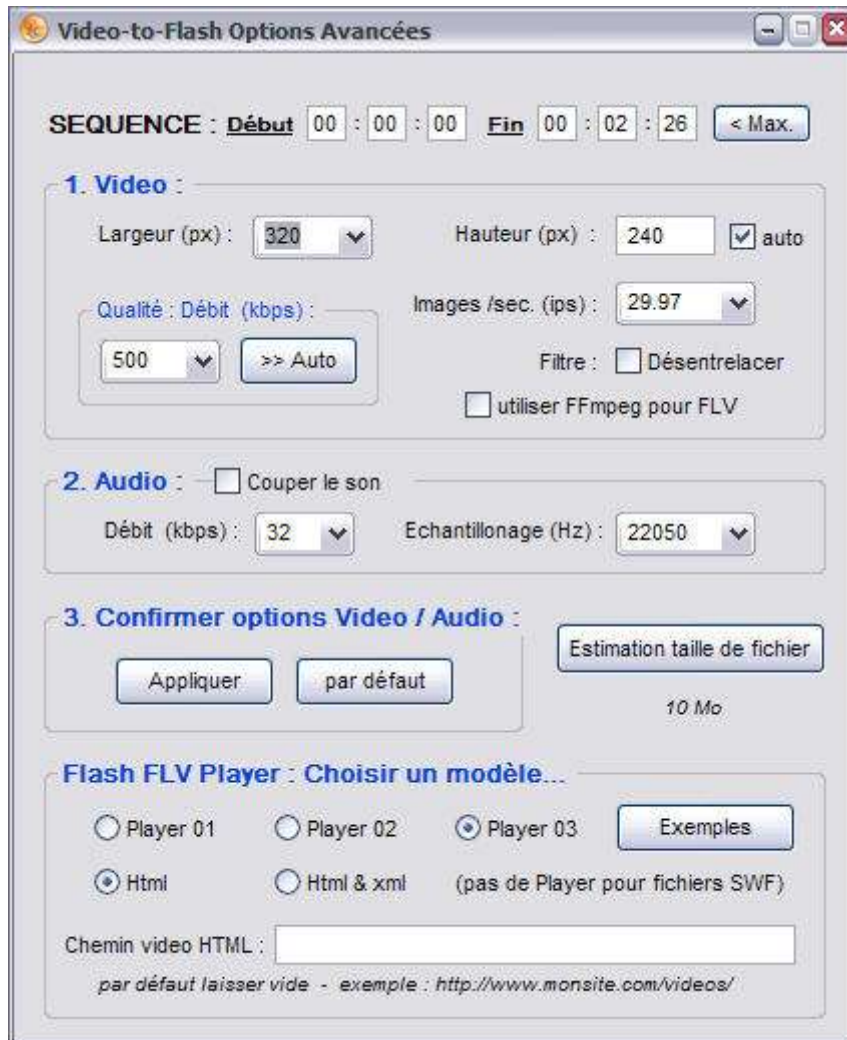 Video-to-Flash Options Avancées
SEQUENCE : Début 00 : 00 : 00 Fin 00 : 02 : 26 < Max.
1. Video :
Largeur (px) : 320 Hauteur (px) : 240 auto
Qualité : Débit (kbps) : Images /sec. (ips) : 29.97
500 >> Auto Filtre : Désentrelacer
utiliser FFmpeg pour FLV
2. Audio : Couper le son
Débit (kbps) : 32 Echantillonage (Hz) : 22050
3. Confirmer options Video / Audio :
Appliquer par défaut Estimation taille de fichier
10 Mo
Flash FLV Player : Choisir un modèle...
Player 01 Player 02 Player 03 Exemples
Html Html & xml (pas de Player pour fichiers SWF)
Chemin video HTML :
par défaut laisser vide - exemple : http://www.monsite.com/videos/